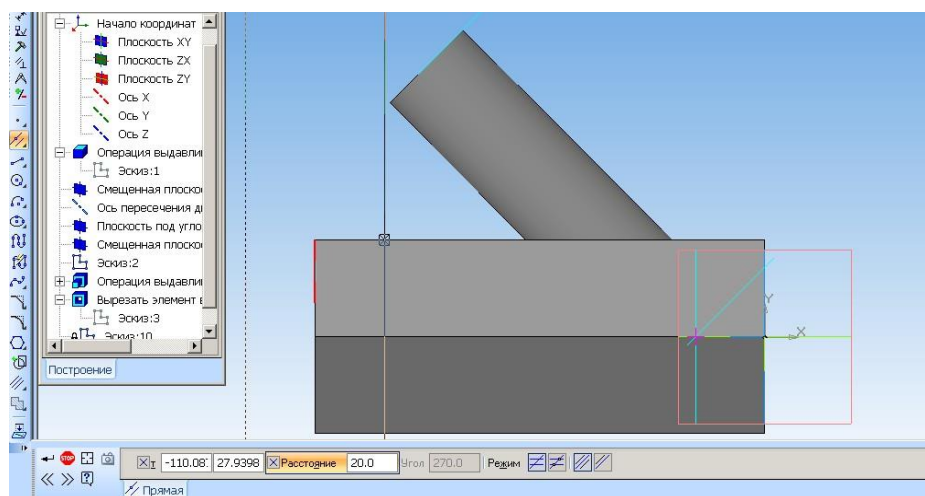 Начало координат
Плоскость XY
Плоскость ZX
Плоскость ZY
Ось X
Ось Y
Ось Z
Операция выдавли
Эскиз:1
Смещенная плоско
Ось пересечения д
Плоскость под угло
Смещенная плоско
Эскиз:2
Операция выдавли
Вырезать элемент в
Эскиз:3
Эскиз:10
Построение
Y
X
т -110.08 27.9398 Расстояние 20.0 Угол 270.0 Режим
STOP
Прямая